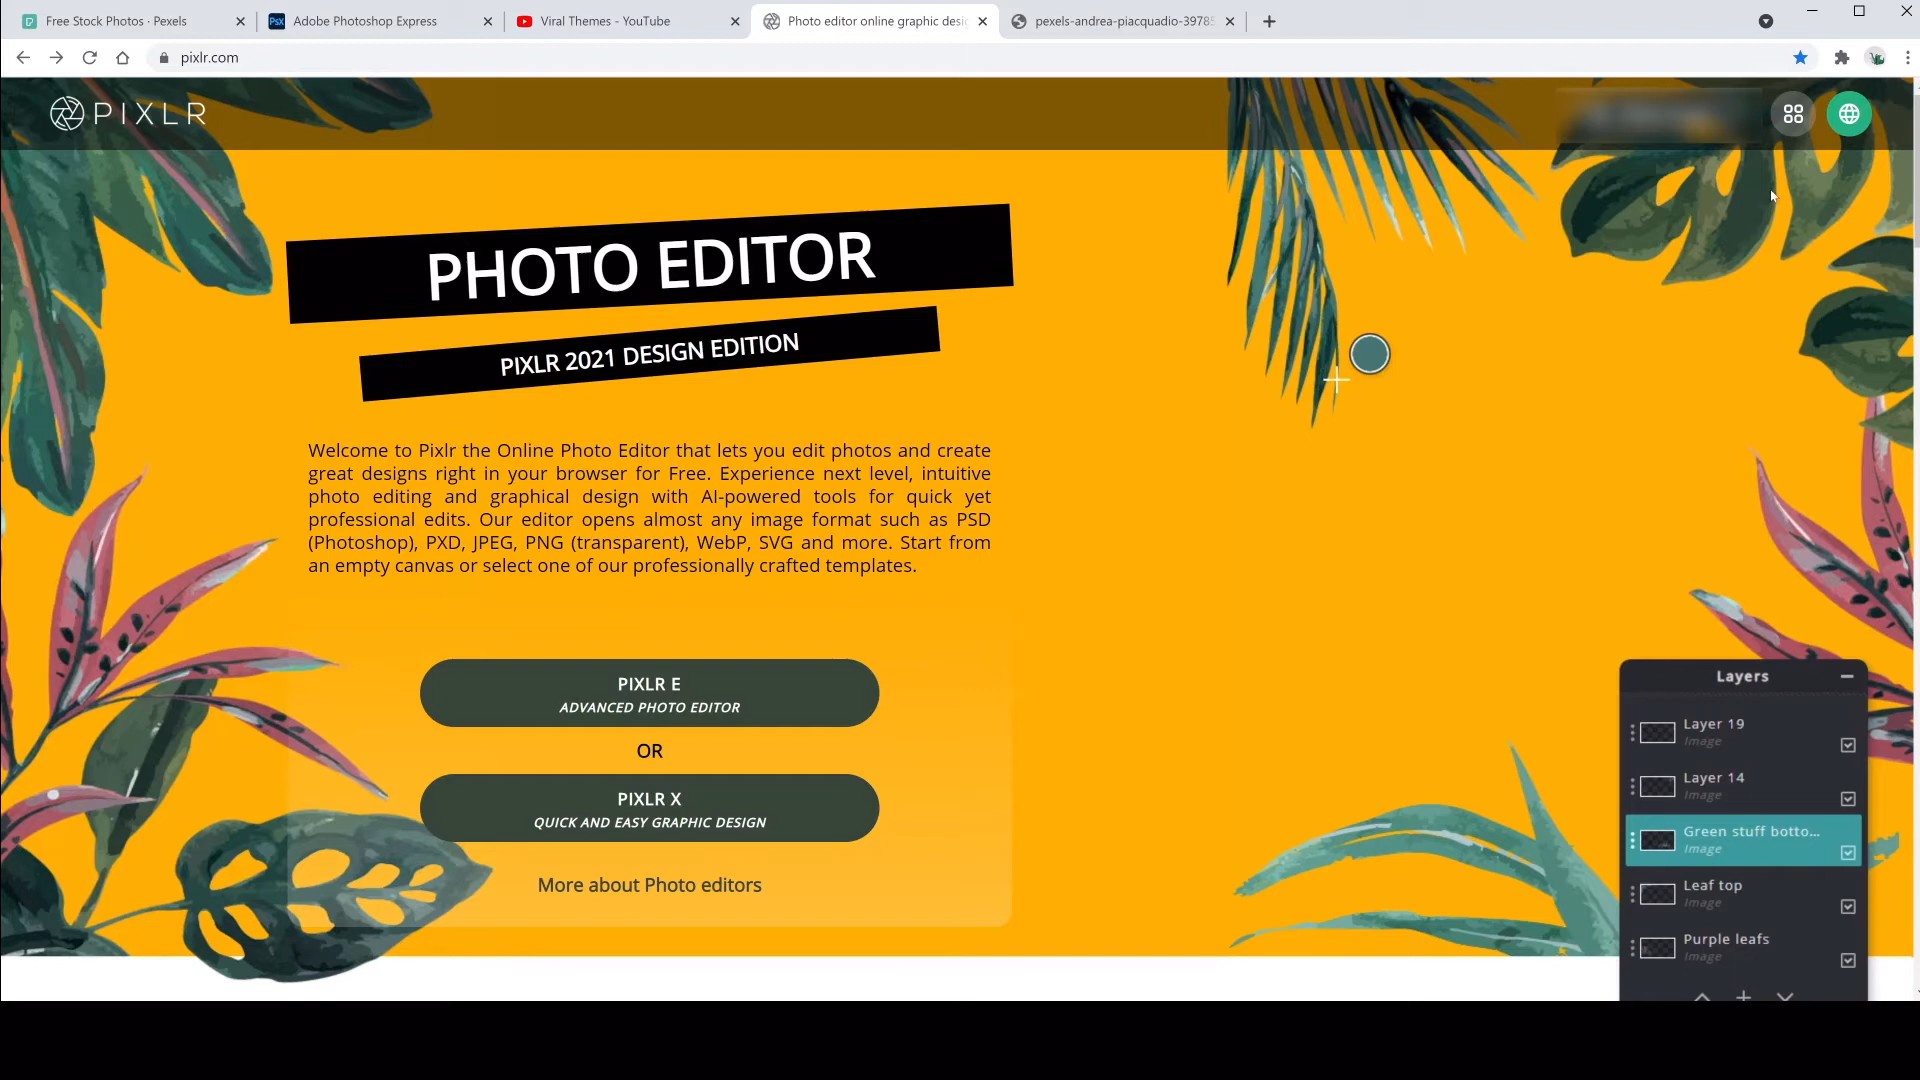 Free Stock Photos · Pexels
Adobe Photoshop Express
Viral Themes - YouTube
Photo editor online graphic desi
pexels-andrea-piacquadio-39785
pixlr.com
PIXLR
PHOTO EDITOR
PIXLR 2021 DESIGN EDITION
Welcome to Pixlr the Online Photo Editor that lets you edit photos and create
great designs right in your browser for Free. Experience next level, intuitive
photo editing and graphical design with AI-powered tools for quick yet
professional edits. Our editor opens almost any image format such as PSD
(Photoshop), PXD, JPEG, PNG (transparent), WebP, SVG and more. Start from
an empty canvas or select one of our professionally crafted templates.
PIXLR E
ADVANCED PHOTO EDITOR
OR
PIXLR X
QUICK AND EASY GRAPHIC DESIGN
More about Photo editors
Layers
Layer 19
Image
Layer 14
Image
Green stuff botto...
Image
Leaf top
Image
Purple leafs
Image